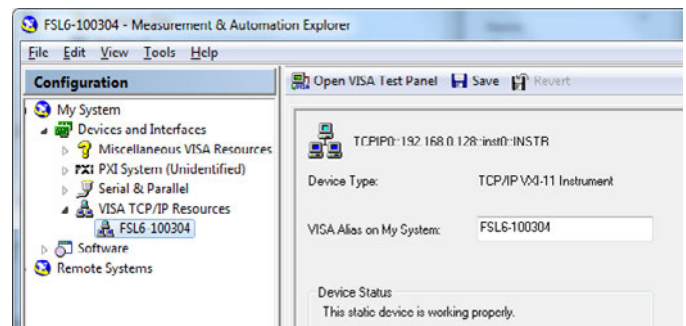 FSL6-100304 - Measurement & Automation Explorer
File Edit View Tools Help
Configuration
Open VISA Test Panel Save Revert
My System
Devices and Interfaces
Miscellaneous VISA Resources
PXI PXI System (Unidentified)
Serial & Parallel
VISA TCP/IP Resources
FSL6-100304
Software
Remote Systems
TCPIP0::192.168.0.128::inst0::INSTR
Device Type: TCP/IP VXI-11 Instrument
VISA Alias on My System: FSL6-100304
Device Status
This static device is working properly.